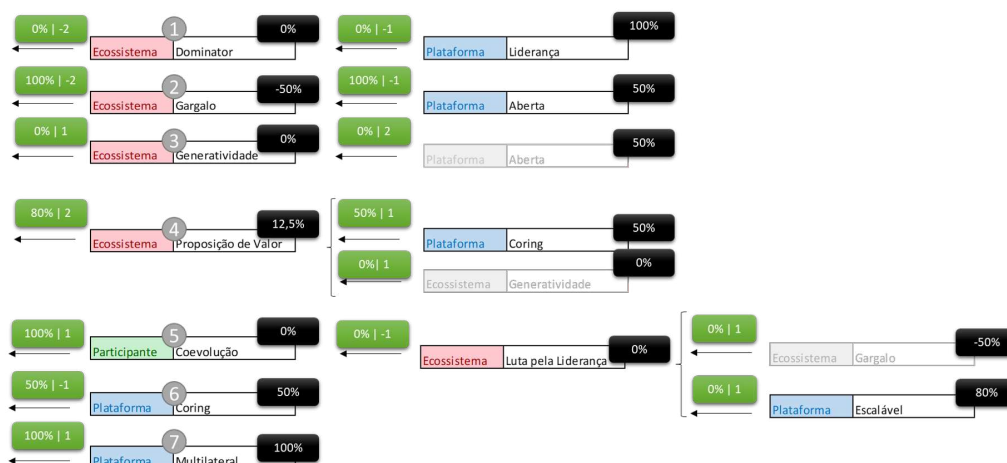 0% | -2
1
0%
Ecossistema Dominator
0% | -1
100%
Plataforma Liderança
100% | -2
2
-50%
Ecossistema Gargalo
100% | -1
50%
Plataforma Aberta
0% | 1
3
0%
Ecossistema Generatividade
0% | 2
50%
Plataforma Aberta
80% | 2
4
12,5%
Ecossistema Proposição de Valor
50% | 1
50%
Plataforma Coring
0%| 1
0%
Ecossistema Generatividade
100% | 1
5
0%
Participante Coevolução
0% | -1
0%
Ecossistema Luta pela Liderança
0% | 1
-50%
Ecossistema Gargalo
50% | -1
6
50%
Plataforma Coring
0% | 1
80%
Plataforma Escalável
100% | 1
7
100%
Plataforma Multilateral